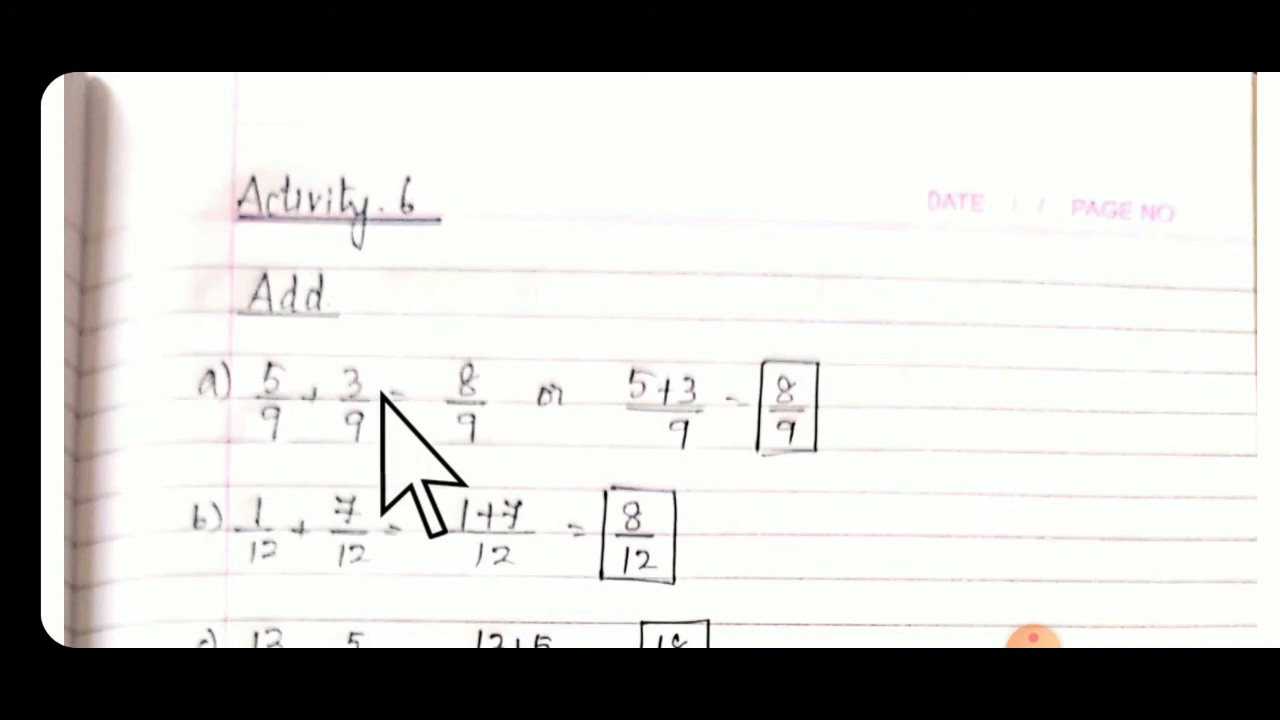 DATE / / PAGE NO
Activity. 6
Add
a) 5/9 + 3/9 = 8/9 or 5+3/9 = 8/9
b) 1/12 + 7/12 = 1+7/12 = 8/12